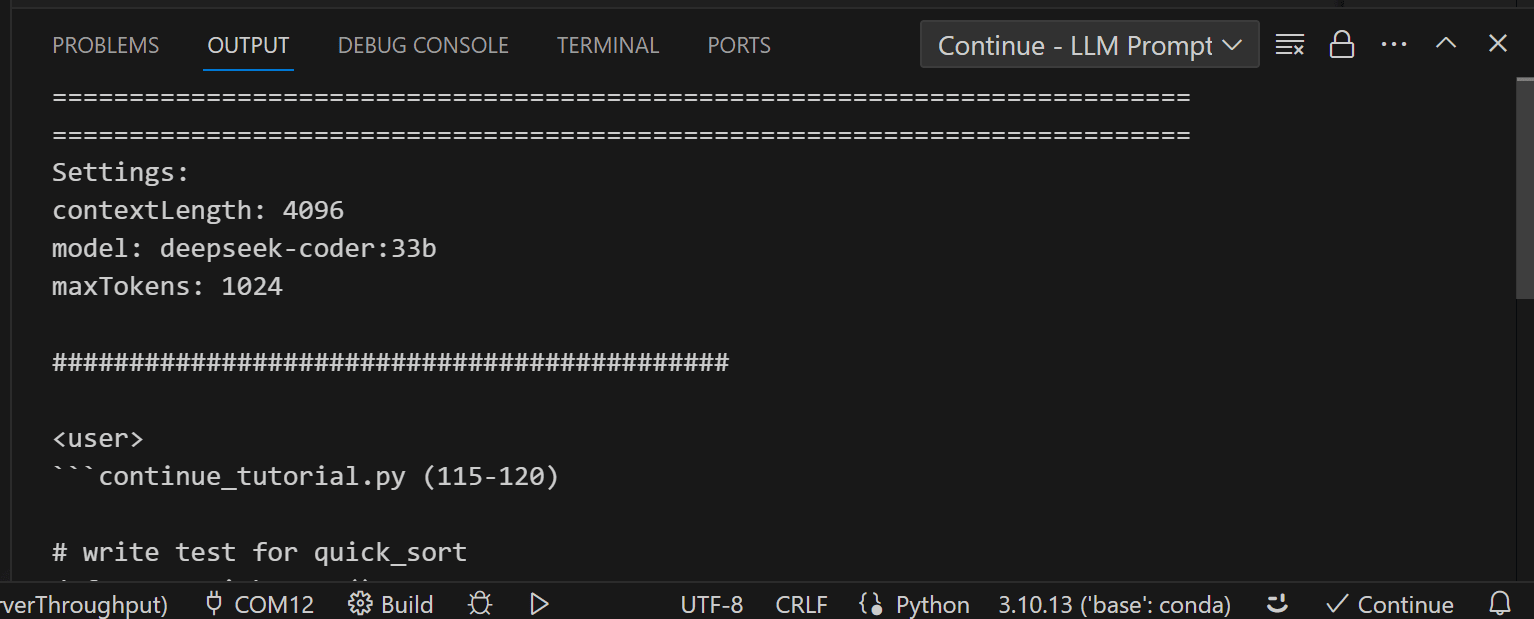 PROBLEMS OUTPUT DEBUG CONSOLE TERMINAL PORTS Continue - LLM Prompt
==========================================================================
==========================================================================
Settings:
contextLength: 4096
model: deepseek-coder:33b
maxTokens: 1024
############################################
<user>
```continue_tutorial.py (115-120)
# write test for quick_sort
rverThroughput) COM12 Build UTF-8 CRLF Python 3.10.13 ('base': conda) Continue